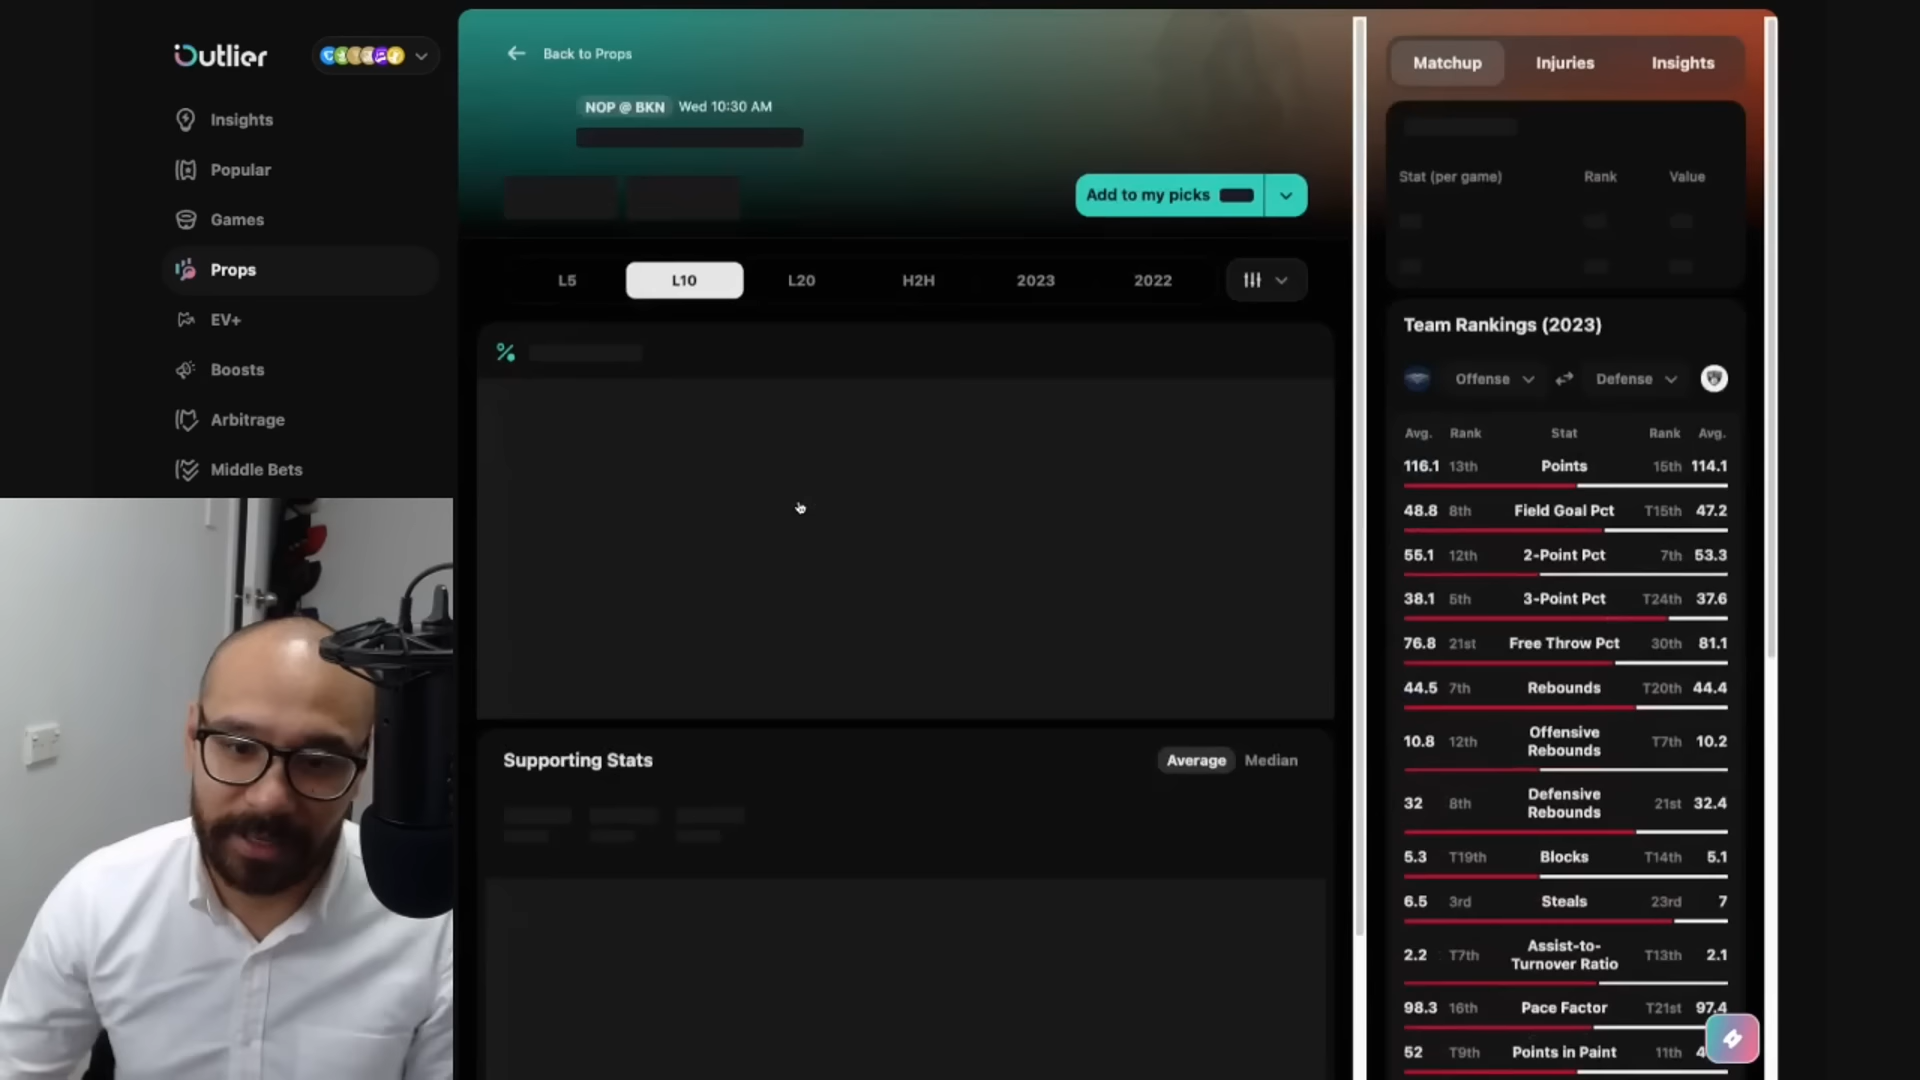 Outlier
Insights
Popular
Games
Props
EV+
Boosts
Arbitrage
Middle Bets
Back to Props
NOP @ BKN Wed 10:30 AM
Add to my picks
L5 L10 L20 H2H 2023 2022
Supporting Stats
Average Median
Matchup Injuries Insights
Stat (per game) Rank Value
Team Rankings (2023)
Offense Defense
Avg. Rank Stat Rank Avg.
116.1 13th Points 15th 114.1
48.8 8th Field Goal Pct T15th 47.2
55.1 12th 2-Point Pct 7th 53.3
38.1 5th 3-Point Pct T24th 37.6
76.8 21st Free Throw Pct 30th 81.1
44.5 7th Rebounds T20th 44.4
10.8 12th Offensive Rebounds T7th 10.2
32 8th Defensive Rebounds 21st 32.4
5.3 T19th Blocks T14th 5.1
6.5 3rd Steals 23rd 7
2.2 T7th Assist-to-Turnover Ratio T13th 2.1
98.3 16th Pace Factor T21st 97.4
52 T9th Points in Paint 11th